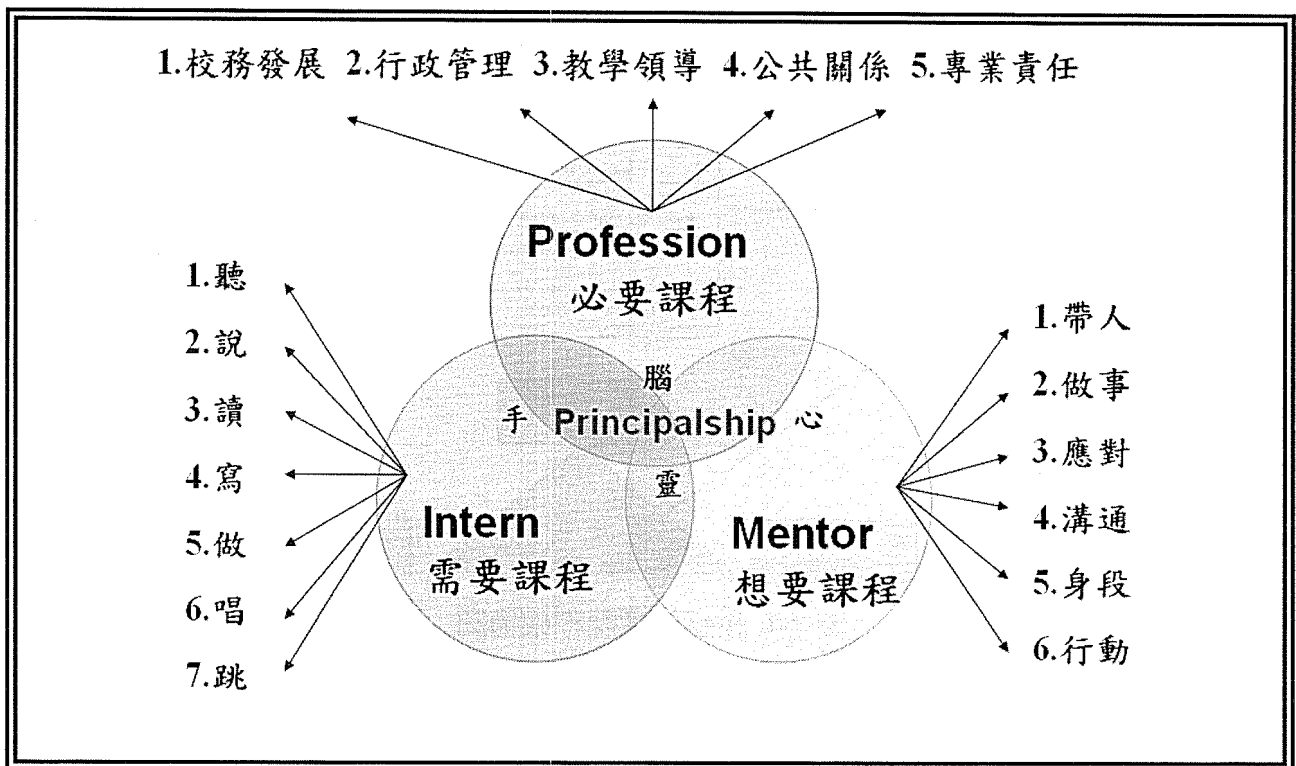 1.校務發展 2.行政管理 3.教學領導 4.公共關係 5.專業責任
Profession
必要課程
1.聽
2.說
3.讀
4.寫
5.做
6.唱
7.跳
腦
手 Principalship 心
靈
Intern
需要課程
Mentor
想要課程
1.帶人
2.做事
3.應對
4.溝通
5.身段
6.行動